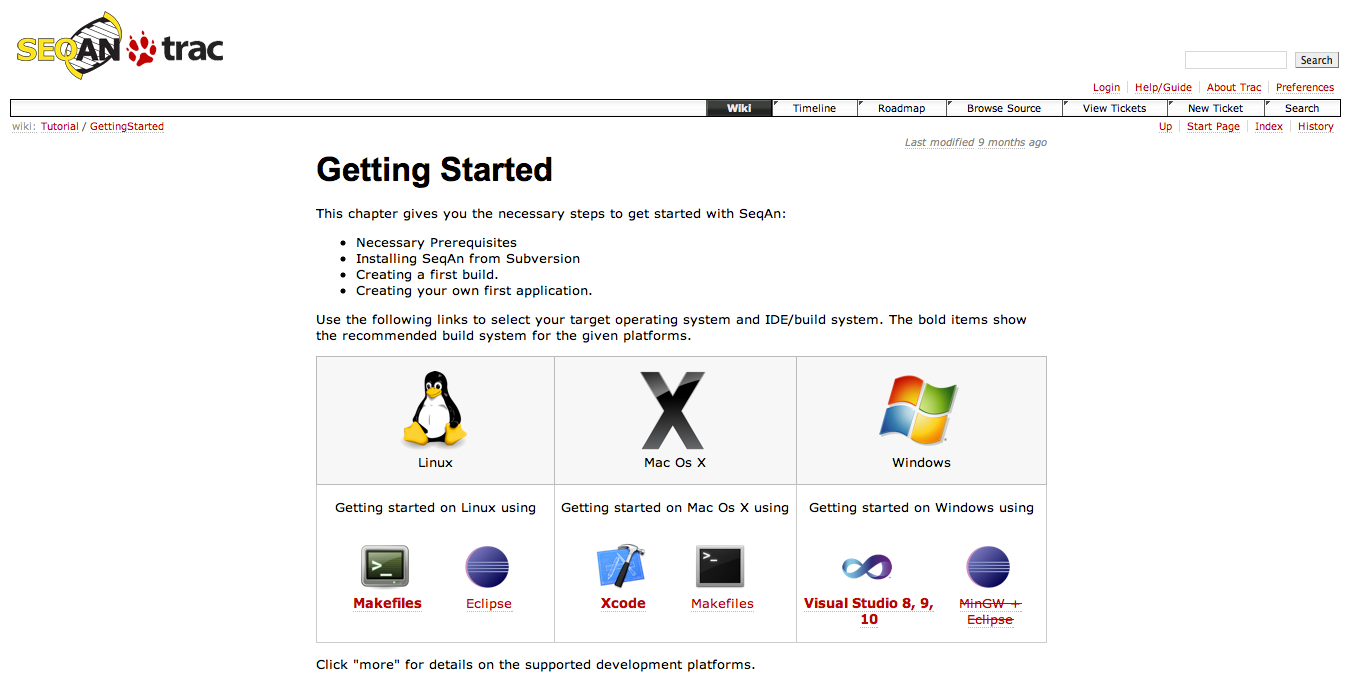 SEQAN trac
Search
Login Help/Guide About Trac Preferences
Wiki Timeline Roadmap Browse Source View Tickets New Ticket Search
wiki: Tutorial / GettingStarted
Up Start Page Index History
Last modified 9 months ago
Getting Started
This chapter gives you the necessary steps to get started with SeqAn:
• Necessary Prerequisites
• Installing SeqAn from Subversion
• Creating a first build.
• Creating your own first application.
Use the following links to select your target operating system and IDE/build system. The bold items show
the recommended build system for the given platforms.
Linux
Mac Os X
Windows
Getting started on Linux using
Getting started on Mac Os X using
Getting started on Windows using
>_
>_
Makefiles
Eclipse
Xcode
Makefiles
Visual Studio 8, 9,
10
MinGW +
Eclipse
Click "more" for details on the supported development platforms.